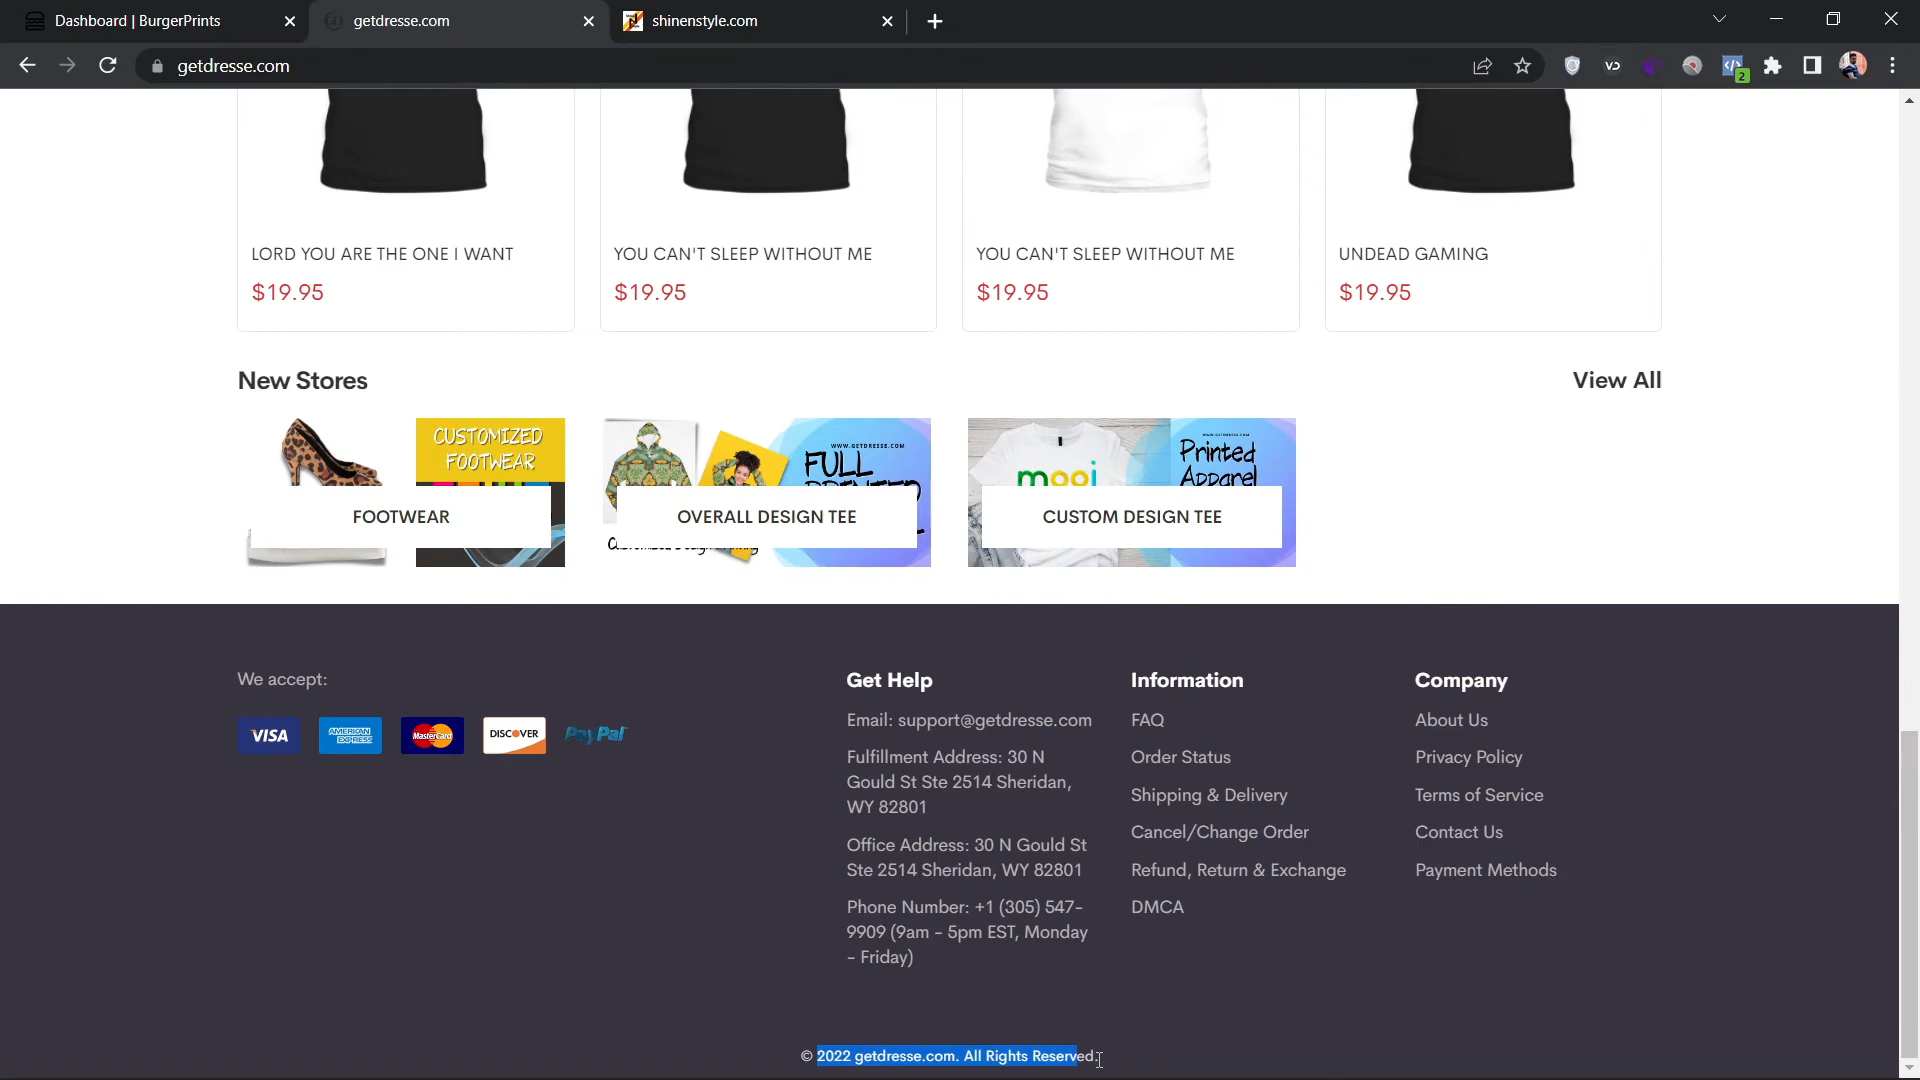 Dashboard | BurgerPrints
getdresse.com
shinenstyle.com
getdresse.com
VD
2
LORD YOU ARE THE ONE I WANT
$19.95
YOU CAN'T SLEEP WITHOUT ME
$19.95
YOU CAN'T SLEEP WITHOUT ME
$19.95
UNDEAD GAMING
$19.95
New Stores
View All
CUSTOMIZED
FOOTWEAR
FOOTWEAR
WWW.GETDRESSE.COM
FULL
OVERALL DESIGN TEE
WWW.GETDRESSE.COM
Printed
Apparel
mooi
CUSTOM DESIGN TEE
We accept:
VISA
AMERICAN
EXPRESS
MasterCard
DISCOVER
PayPal
Get Help
Email: support@getdresse.com
Fulfillment Address: 30 N
Gould St Ste 2514 Sheridan,
WY 82801
Office Address: 30 N Gould St
Ste 2514 Sheridan, WY 82801
Phone Number: +1 (305) 547-
9909 (9am - 5pm EST, Monday
- Friday)
Information
FAQ
Order Status
Shipping & Delivery
Cancel/Change Order
Refund, Return & Exchange
DMCA
Company
About Us
Privacy Policy
Terms of Service
Contact Us
Payment Methods
© 2022 getdresse.com. All Rights Reserved.